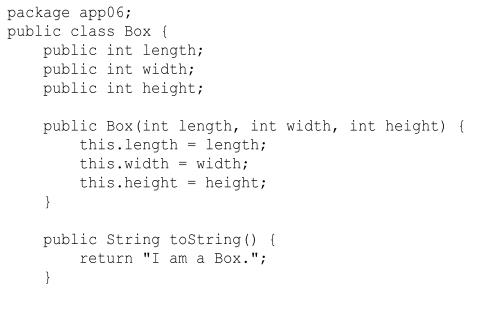 package app06;
public class Box {
    public int length;
    public int width;
    public int height;

    public Box(int length, int width, int height) {
        this.length = length;
        this.width = width;
        this.height = height;
    }

    public String toString() {
        return "I am a Box.";
    }